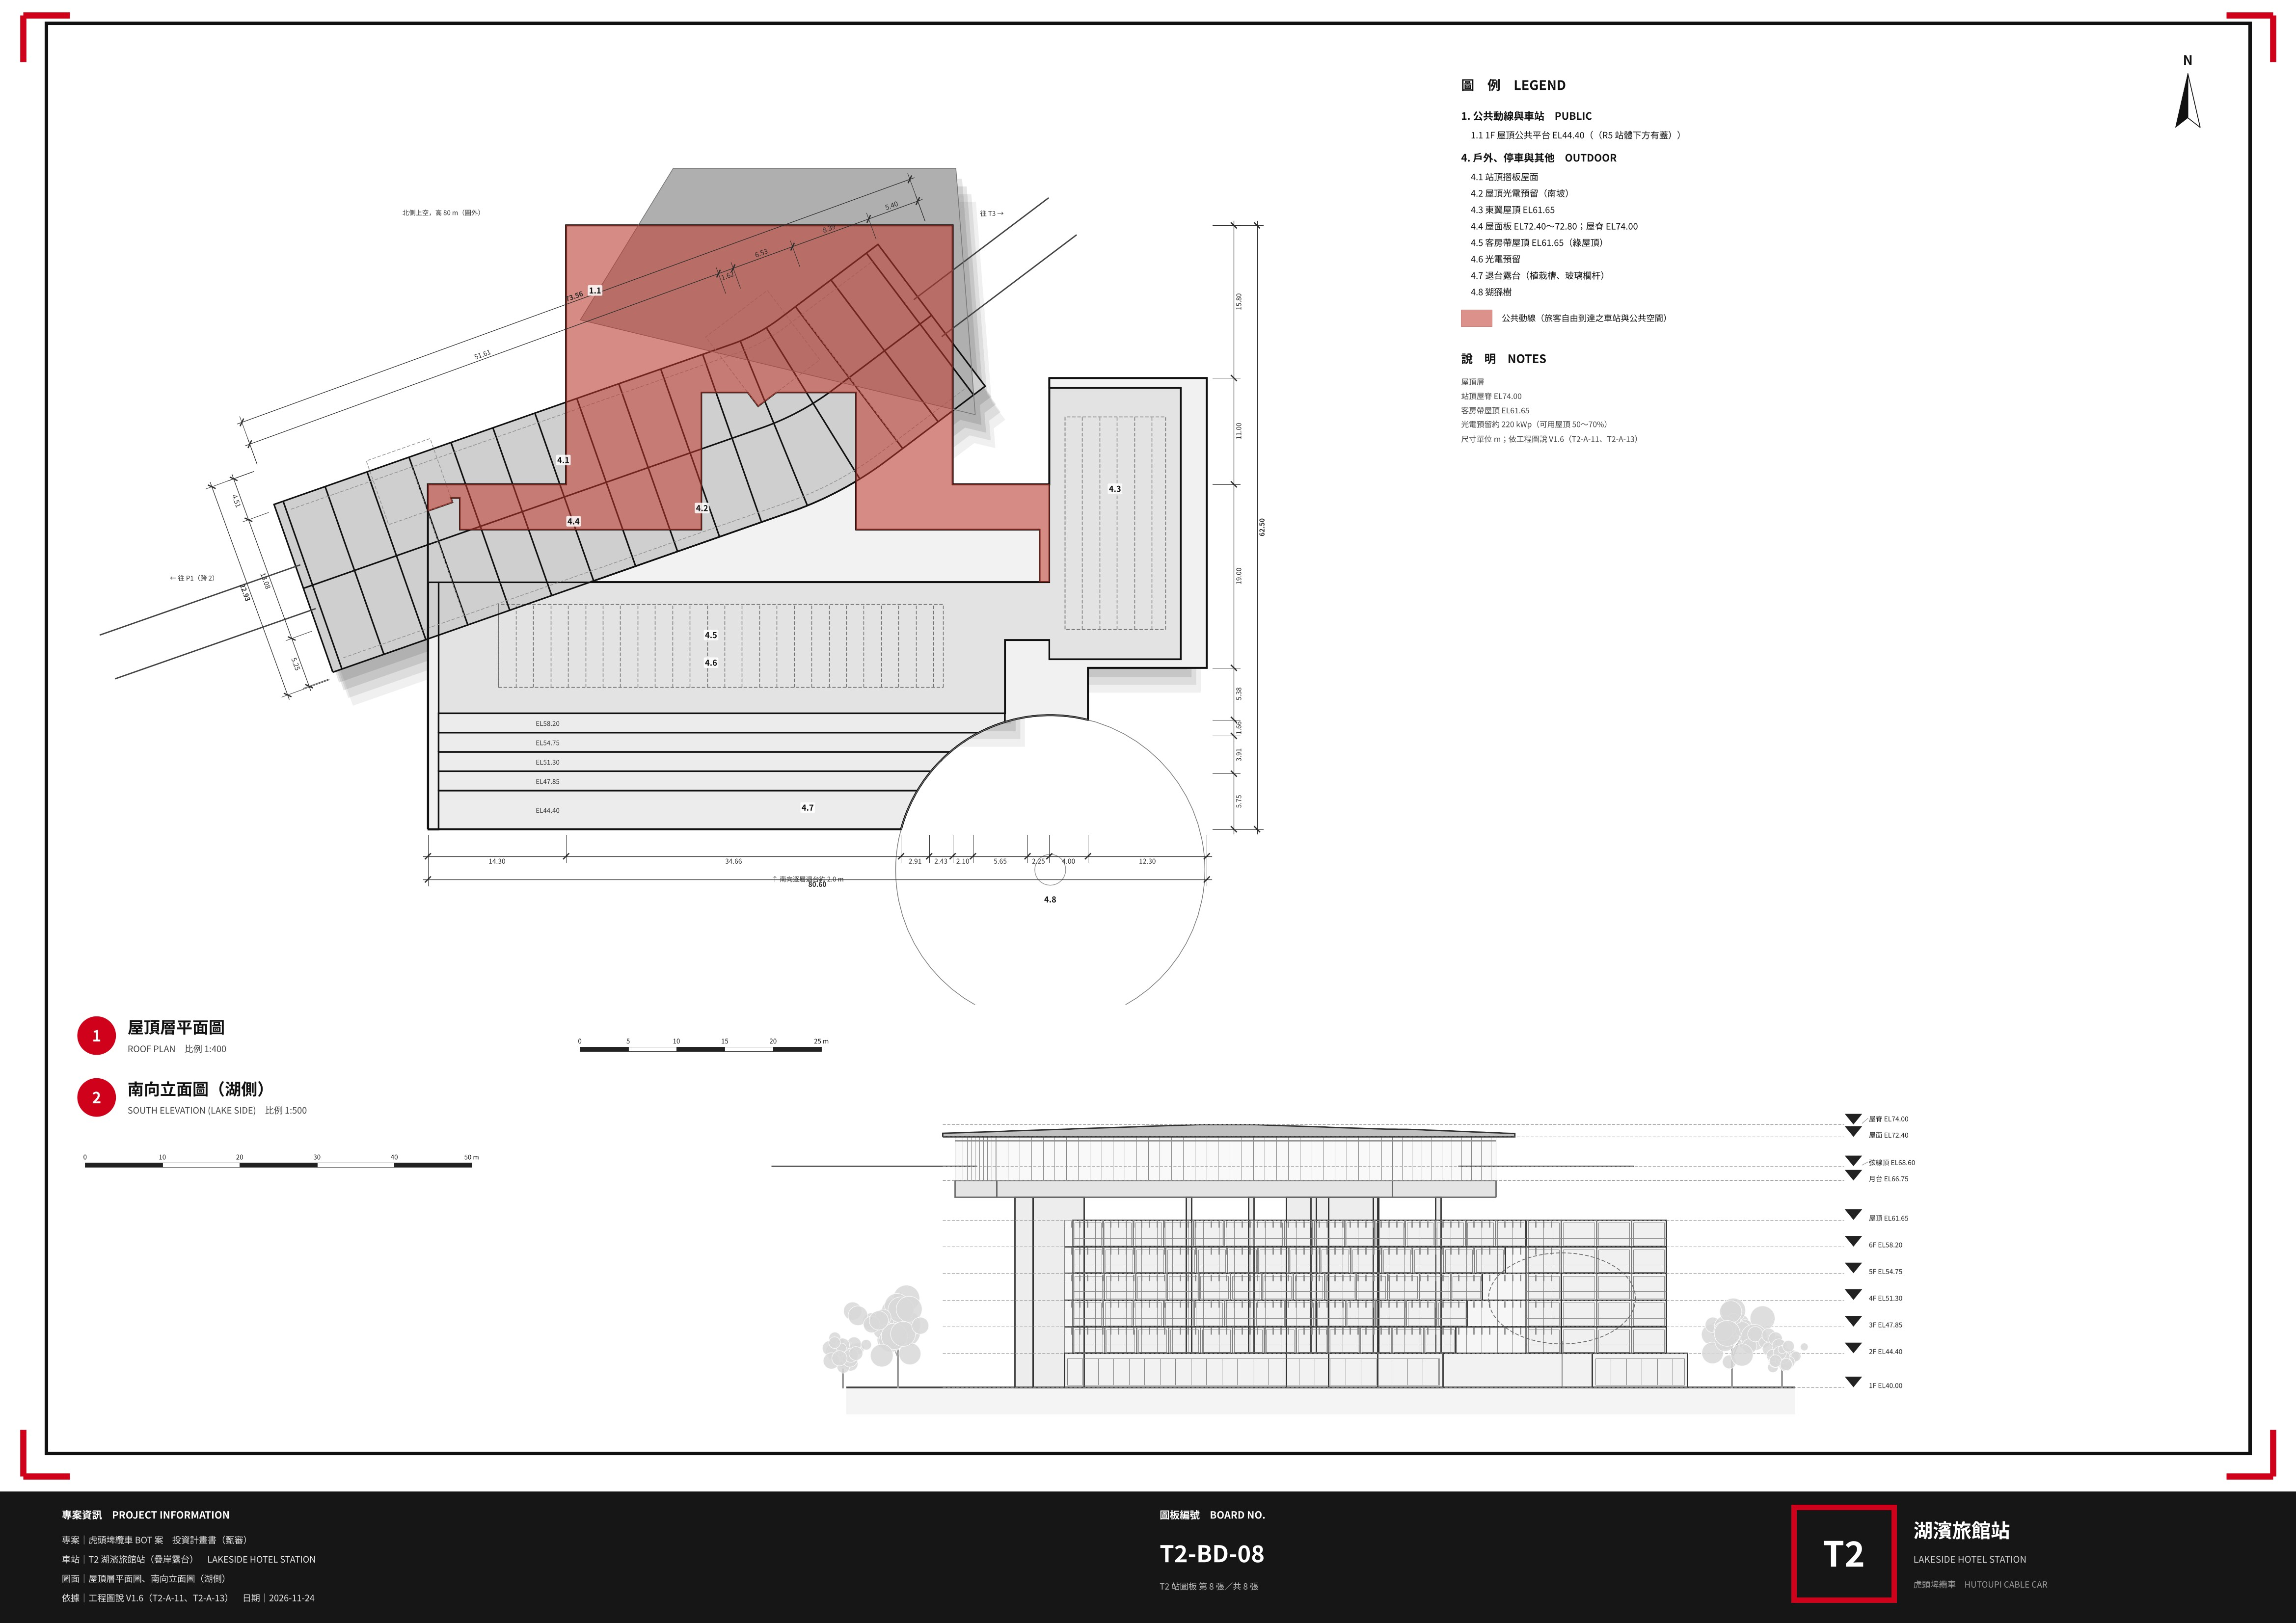 N
圖 例 LEGEND
1. 公共動線與車站 PUBLIC
1.1 1F 屋頂公共平台 EL44.40（（R5 站體下方有蓋））
4. 戶外、停車與其他 OUTDOOR
4.1 站頂摺板屋面
4.2 屋頂光電預留（南坡）
4.3 東翼屋頂 EL61.65
4.4 屋面板 EL72.40～72.80；屋脊 EL74.00
4.5 客房帶屋頂 EL61.65（綠屋頂）
4.6 光電預留
4.7 退台露台（植栽槽、玻璃欄杆）
4.8 獼猻樹
公共動線（旅客自由到達之車站與公共空間）
說 明 NOTES
屋頂層
站頂屋脊 EL74.00
客房帶屋頂 EL61.65
光電預留約 220 kWp（可用屋頂 50～70%）
尺寸單位 m；依工程圖說 V1.6（T2-A-11、T2-A-13）
北側上空，高 80 m（圖外）
往 T3 →
← 往 P1（跨 2）
5.40
6.53
1.62
73.56
51.61
1.1
4.1
4.2
4.3
4.4
4.5
4.6
4.7
4.8
4.51
22.93
5.25
15.80
11.00
19.00
62.50
5.38
1.66
3.91
5.75
EL58.20
EL54.75
EL51.30
EL47.85
EL44.40
14.30
34.66
2.91
2.43
2.10
5.65
2.25
4.00
12.30
↑ 南向逐層退台約 2.0 m
80.60
1
屋頂層平面圖
ROOF PLAN 比例 1:400
0 5 10 15 20 25 m
2
南向立面圖（湖側）
SOUTH ELEVATION (LAKE SIDE) 比例 1:500
0 10 20 30 40 50 m
屋脊 EL74.00
屋面 EL72.40
弦線頂 EL68.60
月台 EL66.75
屋頂 EL61.65
6F EL58.20
5F EL54.75
4F EL51.30
3F EL47.85
2F EL44.40
1F EL40.00
專案資訊 PROJECT INFORMATION
專案｜虎頭埤纜車 BOT 案 投資計畫書（甄審）
車站｜T2 湖濱旅館站（疊岸露台） LAKESIDE HOTEL STATION
圖面｜屋頂層平面圖、南向立面圖（湖側）
依據｜工程圖說 V1.6（T2-A-11、T2-A-13） 日期｜2026-11-24
圖板編號 BOARD NO.
T2-BD-08
T2 站圖板 第 8 張／共 8 張
T2
湖濱旅館站
LAKESIDE HOTEL STATION
虎頭埤纜車 HUTOUPI CABLE CAR